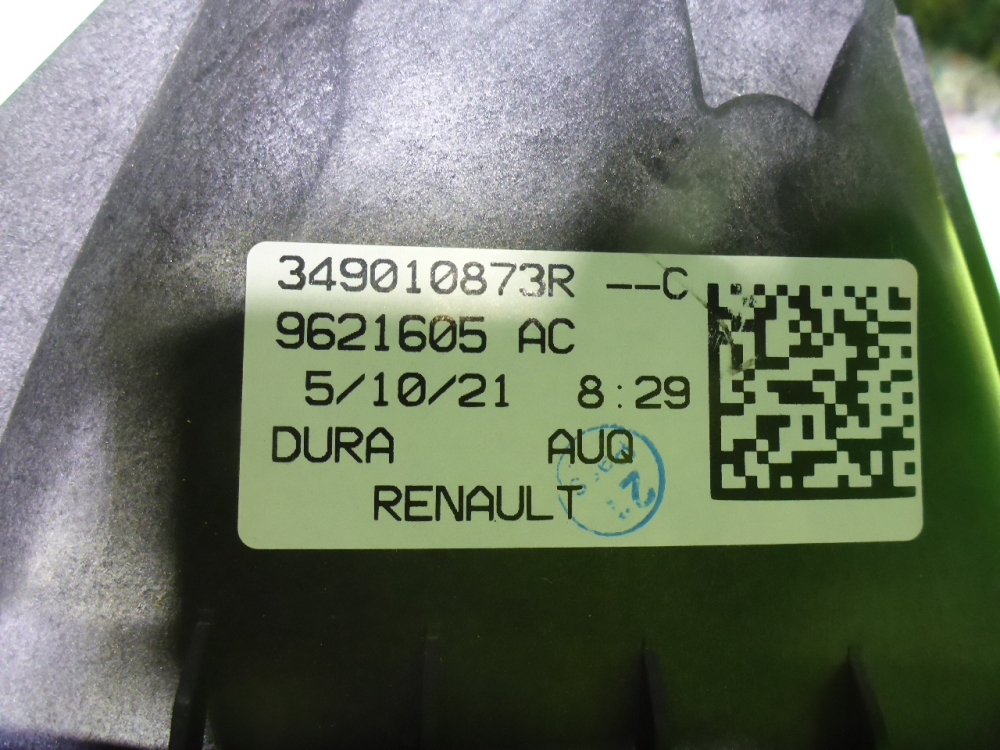 349010873R --C
9621605 AC
5/10/21 8:29
DURA AUQ
RENAULT